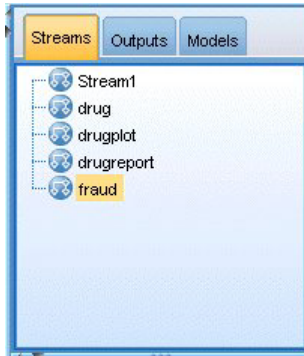 Streams Outputs Models
Stream1
drug
drugplot
drugreport
fraud